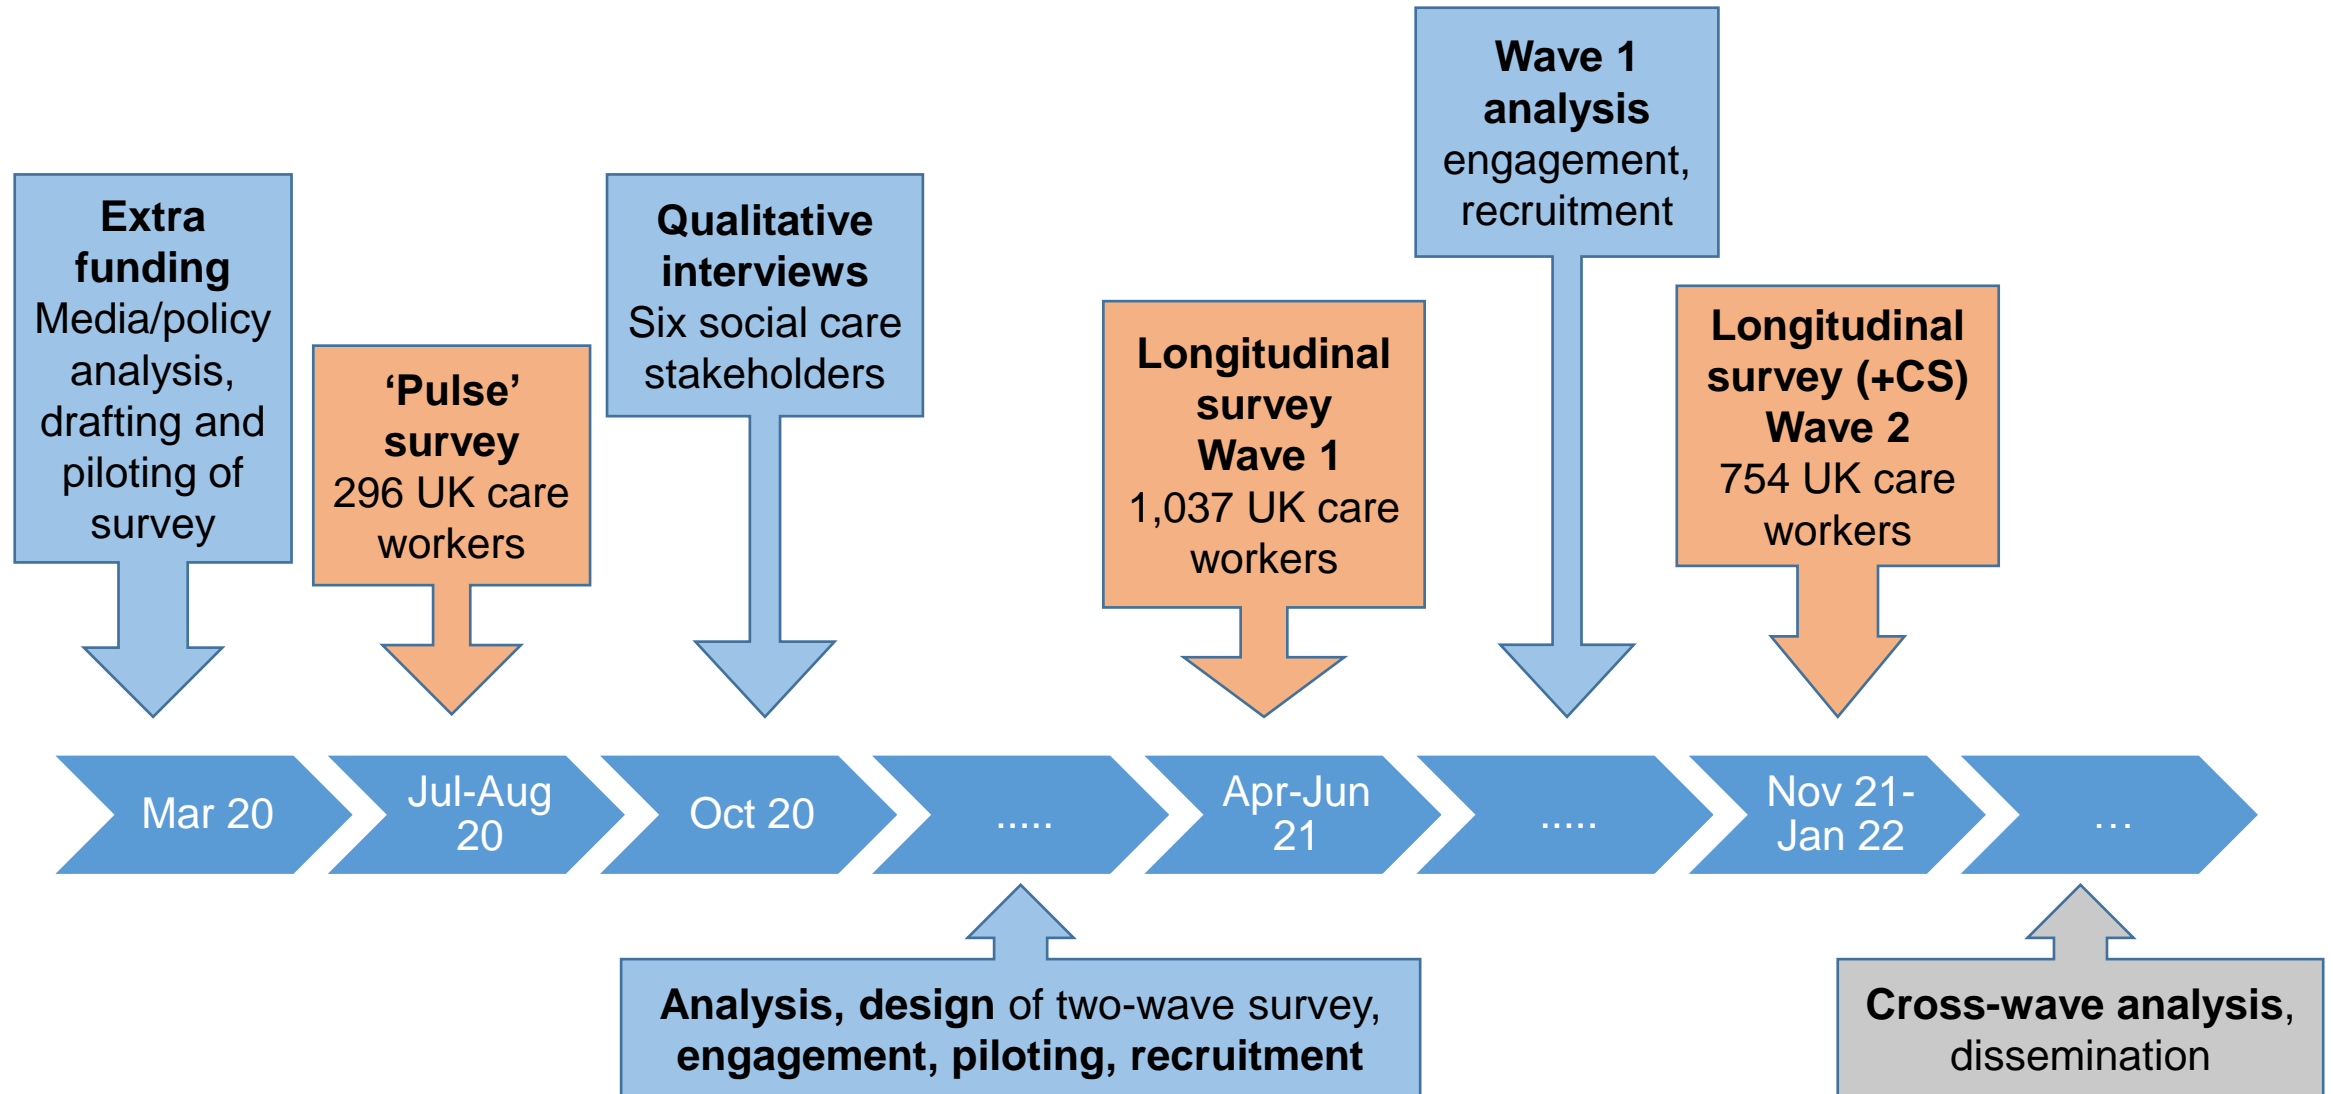 Extra
funding
Media/policy
analysis,
drafting and
piloting of
survey
‘Pulse’
survey
296 UK care
workers
Qualitative
interviews
Six social care
stakeholders
Longitudinal
survey
Wave 1
1,037 UK care
workers
Wave 1
analysis
engagement,
recruitment
Longitudinal
survey (+CS)
Wave 2
754 UK care
workers
Mar 20
Jul-Aug
20
Oct 20
.....
Apr-Jun
21
.....
Nov 21-
Jan 22
…
Analysis, design of two-wave survey,
engagement, piloting, recruitment
Cross-wave analysis,
dissemination